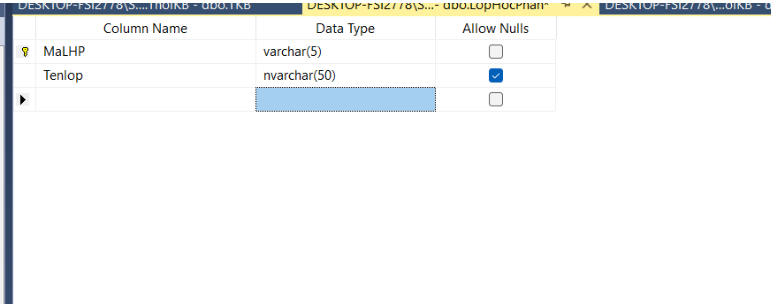 DESKTOP-FSI2778\S....ThoiKB - dbo.TKB DESKTOP-FSI2778\S...- dbo.LopHocPhan* DESKTOP-FSI2778\...oiKB -
Column Name Data Type Allow Nulls
MaLHP varchar(5)
Tenlop nvarchar(50)